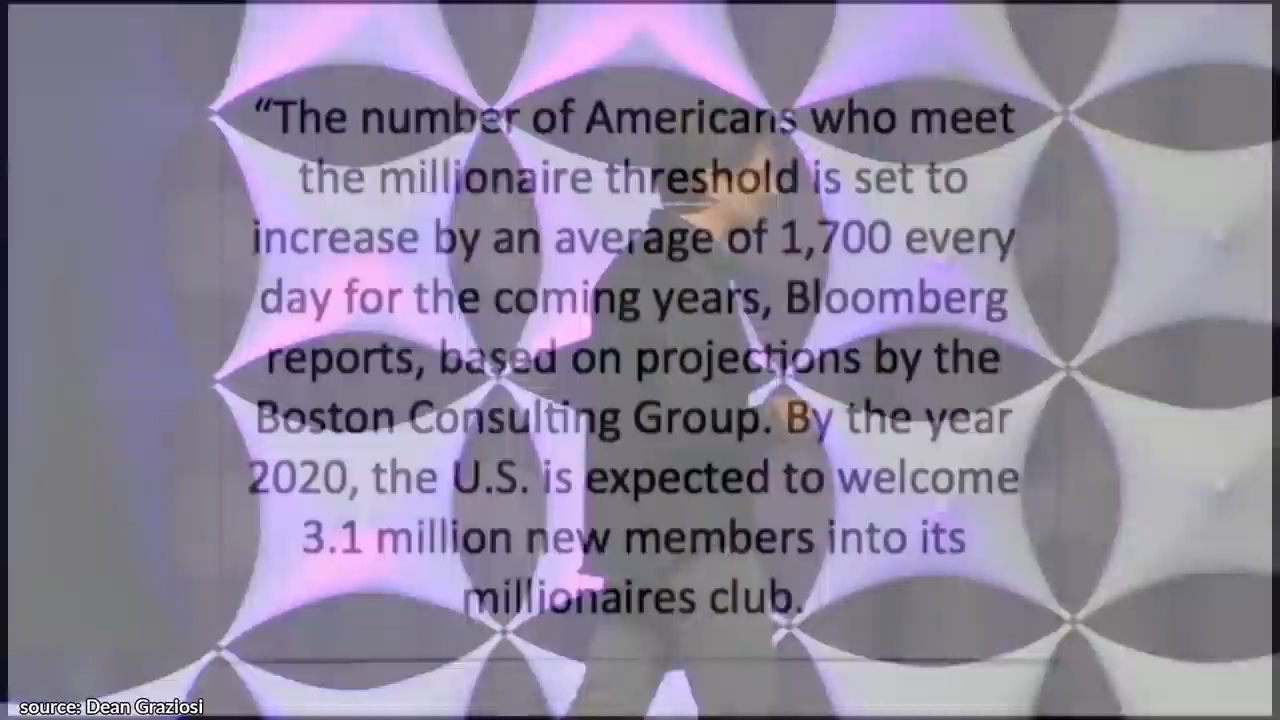 “The number of Americans who meet
the millionaire threshold is set to
increase by an average of 1,700 every
day for the coming years, Bloomberg
reports, based on projections by the
Boston Consulting Group. By the year
2020, the U.S. is expected to welcome
3.1 million new members into its
millionaires club.
source: Dean Graziosi